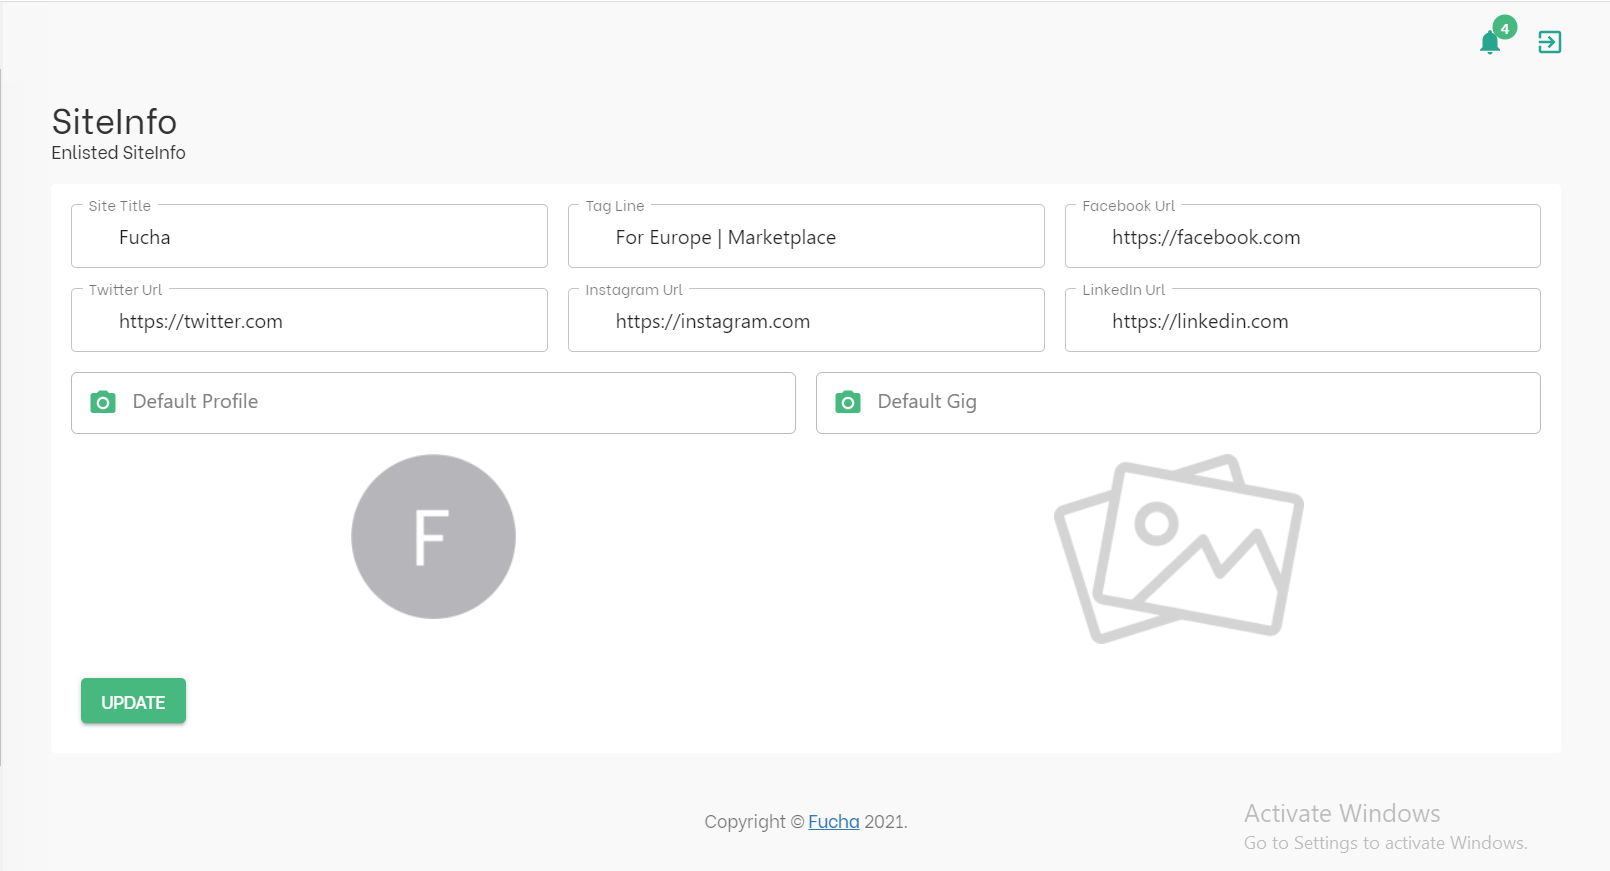 4
SiteInfo
Enlisted SiteInfo
Site Title
Fucha
Tag Line
For Europe | Marketplace
Facebook Url
https://facebook.com
Twitter Url
https://twitter.com
Instagram Url
https://instagram.com
LinkedIn Url
https://linkedin.com
Default Profile
Default Gig
F
UPDATE
Copyright © Fucha 2021.
Activate Windows
Go to Settings to activate Windows.